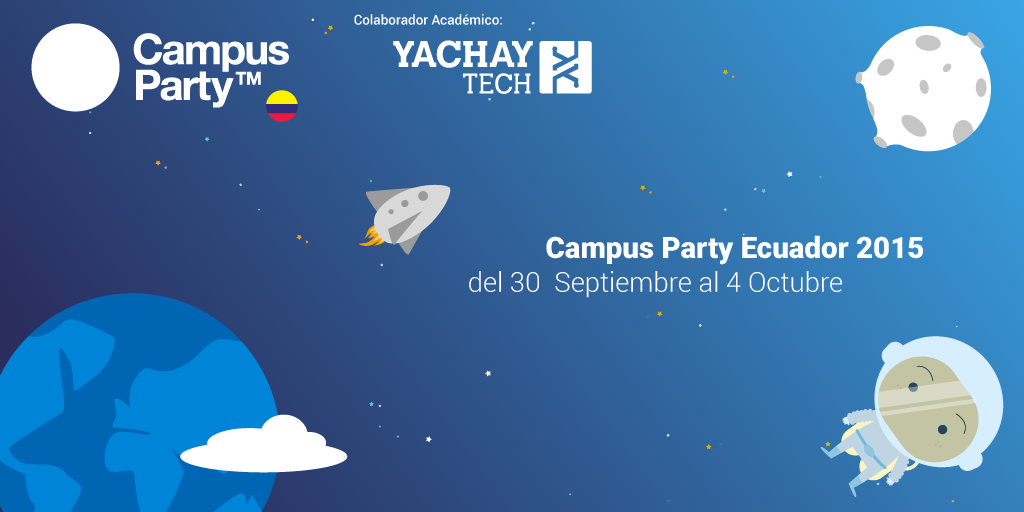 Colaborador Académico:
Campus
Party™
YACHAY
TECH
Campus Party Ecuador 2015
del 30 Septiembre al 4 Octubre